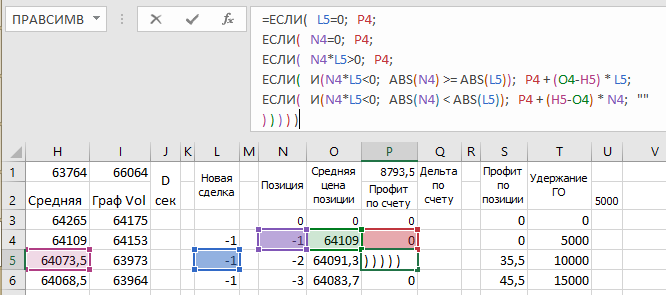 ПРАВСИМВ
=ЕСЛИ( L5=0; P4;
ЕСЛИ( N4=0; P4;
ЕСЛИ( N4*L5>0; P4;
ЕСЛИ( И(N4*L5<0; ABS(N4) >= ABS(L5)); P4 + (O4-H5) * L5;
ЕСЛИ( И(N4*L5<0; ABS(N4) < ABS(L5)); P4 + (H5-O4) * N4; ""
) ) ) ) )
H I J K L M N O P Q R S T U V
1 63764 66064 D сек Новая сделка Позиция Средняя цена позиции 8793,5 Дельта по счету Профит по позиции Удержание ГО
2 Средняя Граф Vol Профит по счету 5000
3 64265 64175 0 0 0 0 0
4 64109 64153 -1 -1 64109 0 0 5000
5 64073,5 63973 -1 -2 64091,3 ) ) ) ) ) 35,5 10000
6 64068,5 63964 -1 -3 64083,7 0 45,5 15000